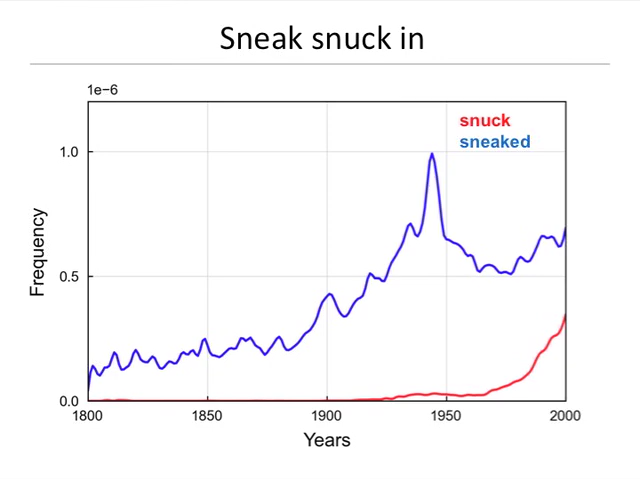 Sneak snuck in
1e−6
snuck
sneaked
1.0
0.5
0.0
Frequency
1800
1850
1900
1950
2000
Years